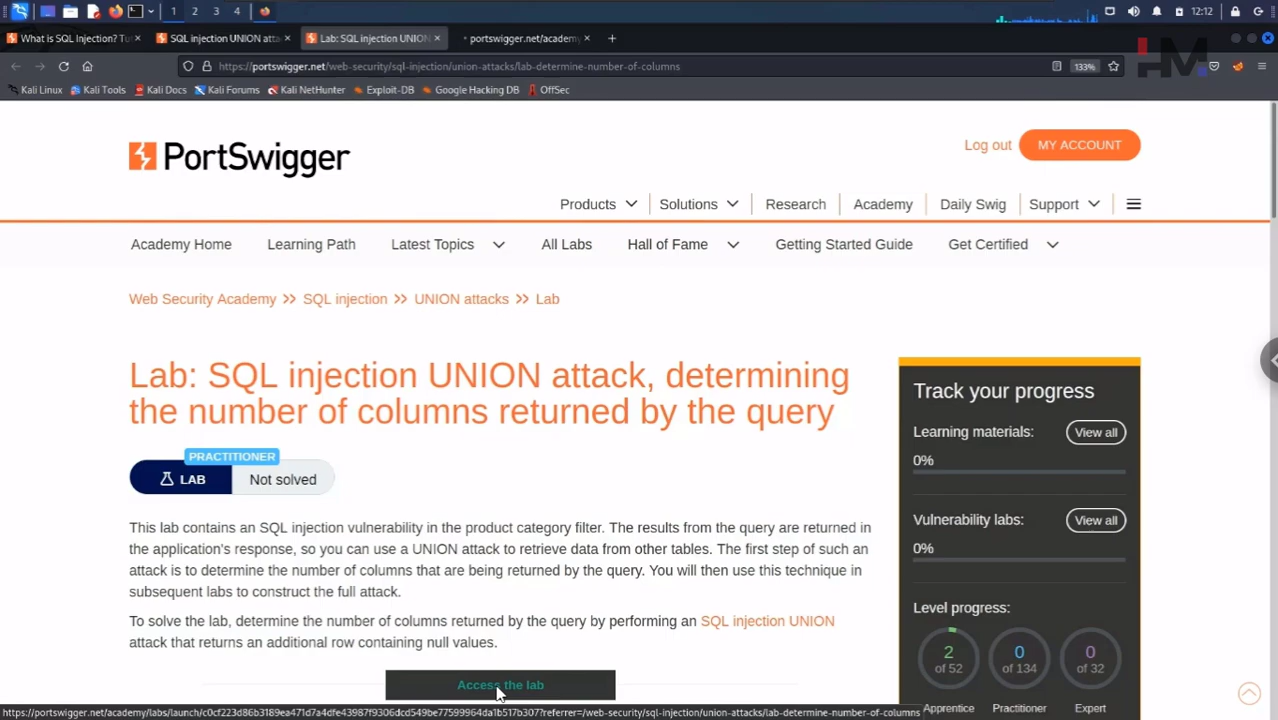 1 2 3 4 12:12
What is SQL Injection? Tu × SQL injection UNION atta × Lab: SQL injection UNION × portswigger.net/academy × +
https://portswigger.net/web-security/sql-injection/union-attacks/lab-determine-number-of-columns 133%
HM
Kali Linux Kali Tools Kali Docs Kali Forums Kali NetHunter Exploit-DB Google Hacking DB OffSec
PortSwigger
Log out MY ACCOUNT
Products Solutions Research Academy Daily Swig Support
Academy Home Learning Path Latest Topics All Labs Hall of Fame Getting Started Guide Get Certified
Web Security Academy >> SQL injection >> UNION attacks >> Lab
Lab: SQL injection UNION attack, determining
the number of columns returned by the query
PRACTITIONER
LAB Not solved
This lab contains an SQL injection vulnerability in the product category filter. The results from the query are returned in
the application's response, so you can use a UNION attack to retrieve data from other tables. The first step of such an
attack is to determine the number of columns that are being returned by the query. You will then use this technique in
subsequent labs to construct the full attack.
To solve the lab, determine the number of columns returned by the query by performing an SQL injection UNION
attack that returns an additional row containing null values.
Access the lab
Track your progress
Learning materials: View all
0%
Vulnerability labs: View all
0%
Level progress:
2 0 0
of 52 of 134 of 32
Apprentice Practitioner Expert
https://portswigger.net/academy/labs/launch/c0cf223d86b3189ea471d7a4dfe43987f9306dcd549be77599964da1b517b307?referrer=/web-security/sql-injection/union-attacks/lab-determine-number-of-columns